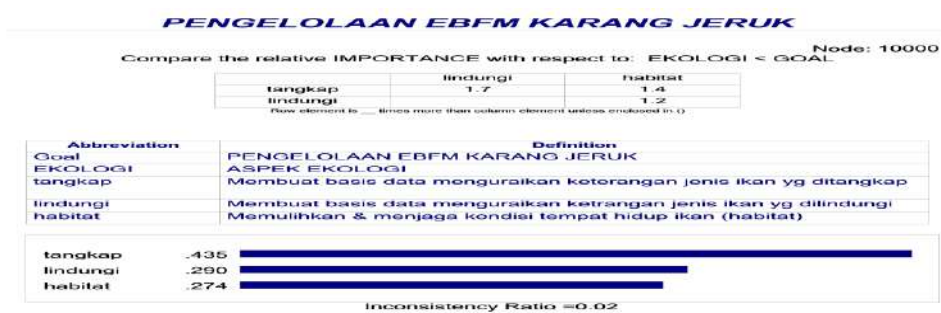 PENGELOLAAN EBFM KARANG JERUK
Node: 10000
Compare the relative IMPORTANCE with respect to: EKOLOGI < GOAL
lindungi habitat
tangkap 1.7 1.4
lindungi 1.2
Row element is __ times more than column element unless enclosed in ()
Abbreviation Definition
Goal PENGELOLAAN EBFM KARANG JERUK
EKOLOGI ASPEK EKOLOGI
tangkap Membuat basis data menguraikan keterangan jenis ikan yg ditangkap
lindungi Membuat basis data menguraikan ketrangan jenis ikan yg dilindungi
habitat Memulihkan & menjaga kondisi tempat hidup ikan (habitat)
tangkap .435
lindungi .290
habitat .274
Inconsistency Ratio =0.02